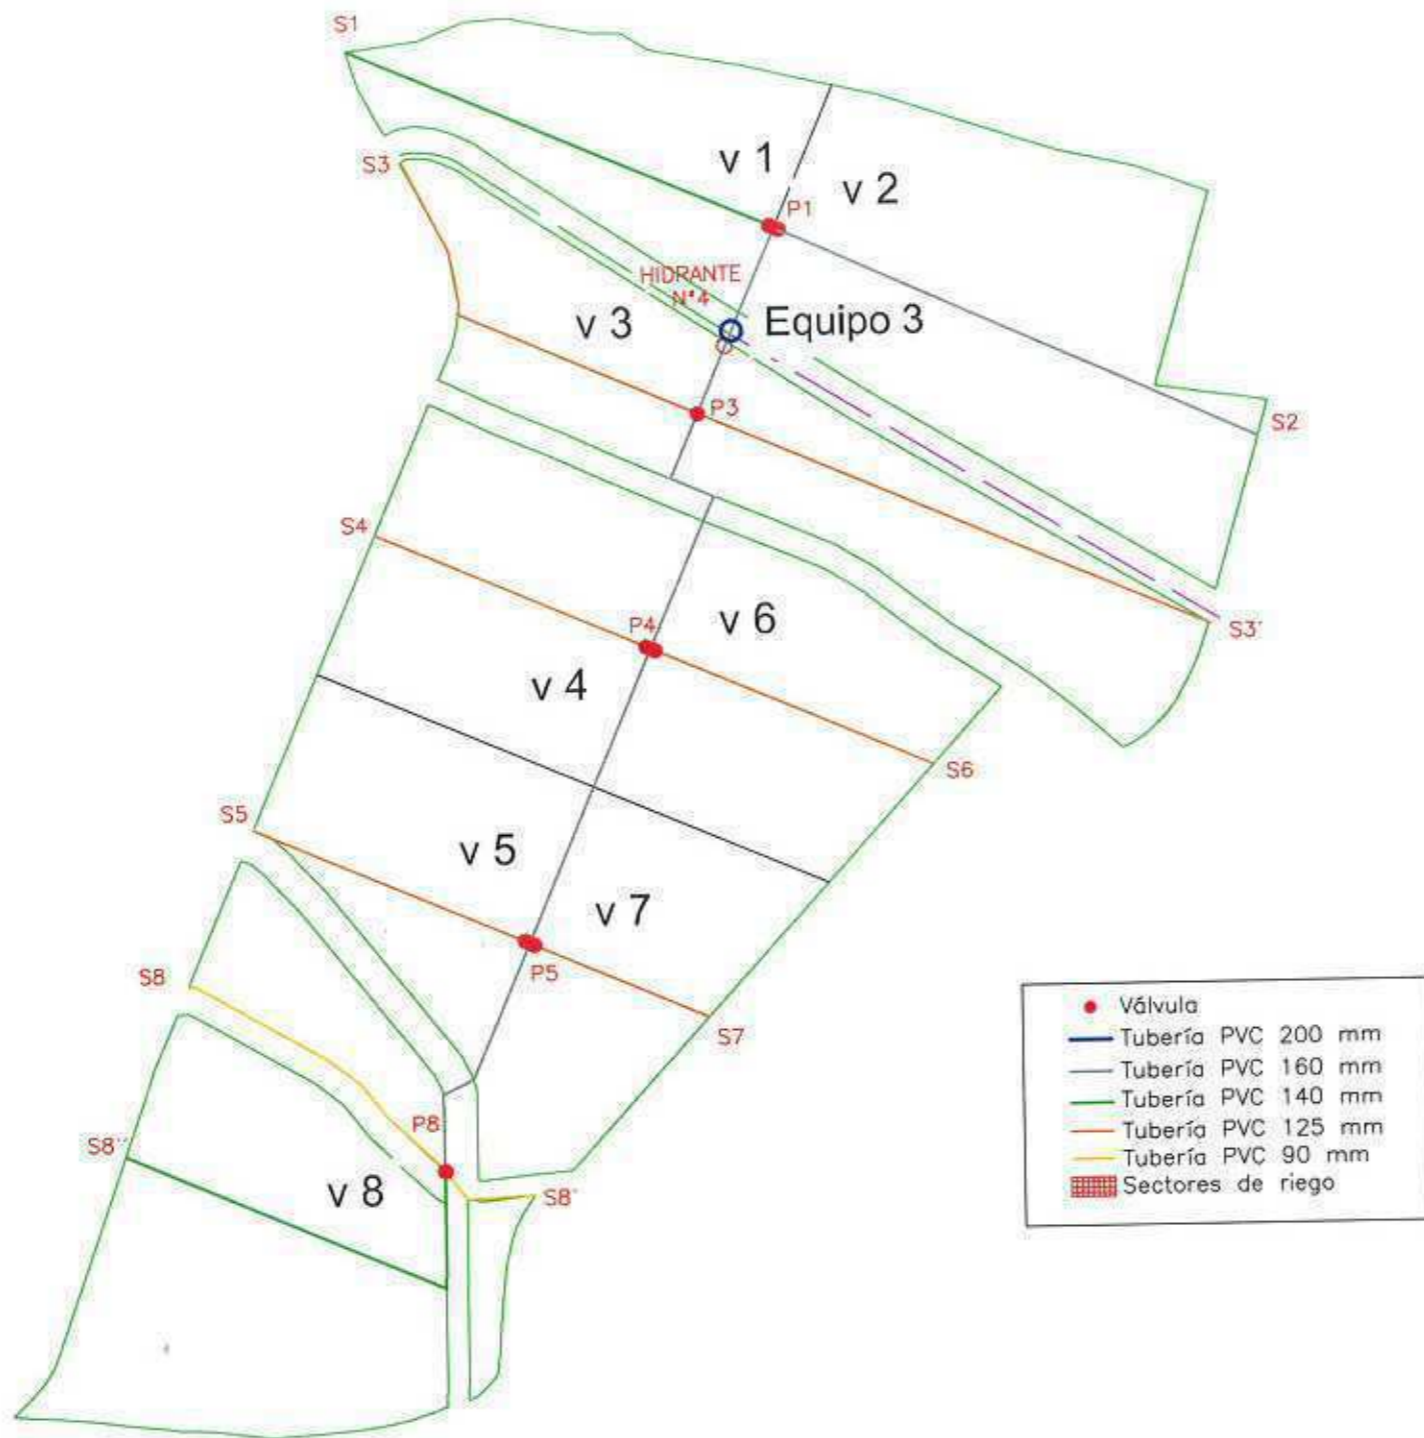 S1
v 1
v 2
S3
P1
HIDRANTE
N°4
Equipo 3
v 3
P3
S2
S4
P4
v 6
S3'
v 4
S6
S5
v 5
v 7
P5
S8
S7
P8
S8''
v 8
S8'
Válvula
Tubería PVC 200 mm
Tubería PVC 160 mm
Tubería PVC 140 mm
Tubería PVC 125 mm
Tubería PVC 90 mm
Sectores de riego